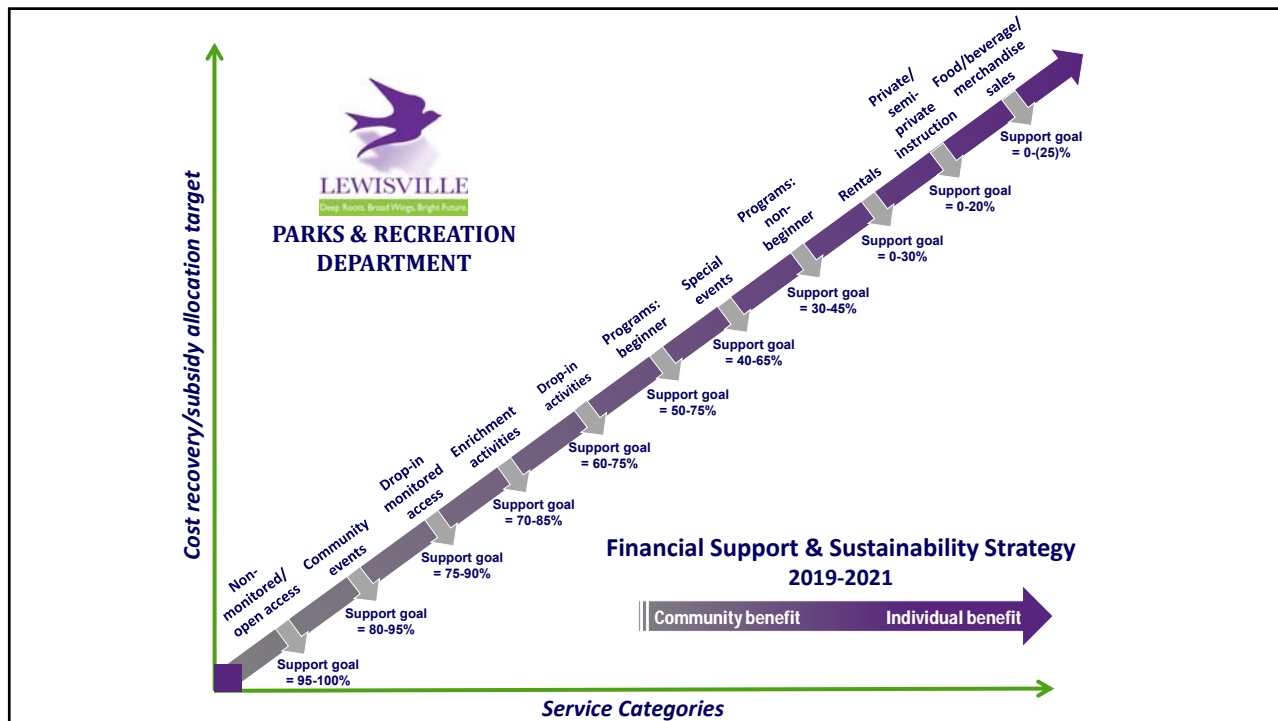 Cost recovery/subsidy allocation target
LEWISVILLE
Deep Roots. Broad Wings. Bright Future.
PARKS & RECREATION
DEPARTMENT
Non-
monitored/
open access
Support goal
= 95-100%
Community
events
Support goal
= 80-95%
Drop-in
monitored
access
Support goal
= 75-90%
Enrichment
activities
Support goal
= 70-85%
Drop-in
activities
Support goal
= 60-75%
Programs:
beginner
Support goal
= 50-75%
Special
events
Support goal
= 40-65%
Programs:
non-
beginner
Support goal
= 30-45%
Rentals
Support goal
= 0-30%
Private/
semi-
private
instruction
Support goal
= 0-20%
Food/beverage/
merchandise
sales
Support goal
= 0-(25)%
Financial Support & Sustainability Strategy
2019-2021
Community benefit
Individual benefit
Service Categories